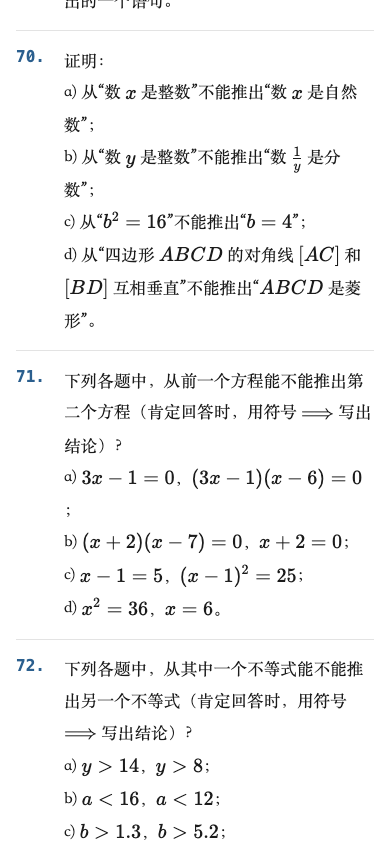 出的一个语句。
70. 证明：
a) 从“数 x 是整数”不能推出“数 x 是自然
数”；
b) 从“数 y 是整数”不能推出“数 1/y 是分
数”；
c) 从“b² = 16”不能推出“b = 4”；
d) 从“四边形 ABCD 的对角线 [AC] 和
[BD] 互相垂直”不能推出“ABCD 是菱
形”。
71. 下列各题中，从前一个方程能不能推出第
二个方程（肯定回答时，用符号 ⟹ 写出
结论）？
a) 3x − 1 = 0，(3x − 1)(x − 6) = 0
；
b) (x + 2)(x − 7) = 0，x + 2 = 0；
c) x − 1 = 5，(x − 1)² = 25；
d) x² = 36，x = 6。
72. 下列各题中，从其中一个不等式能不能推
出另一个不等式（肯定回答时，用符号
⟹ 写出结论）？
a) y > 14，y > 8；
b) a < 16，a < 12；
c) b > 1.3，b > 5.2；